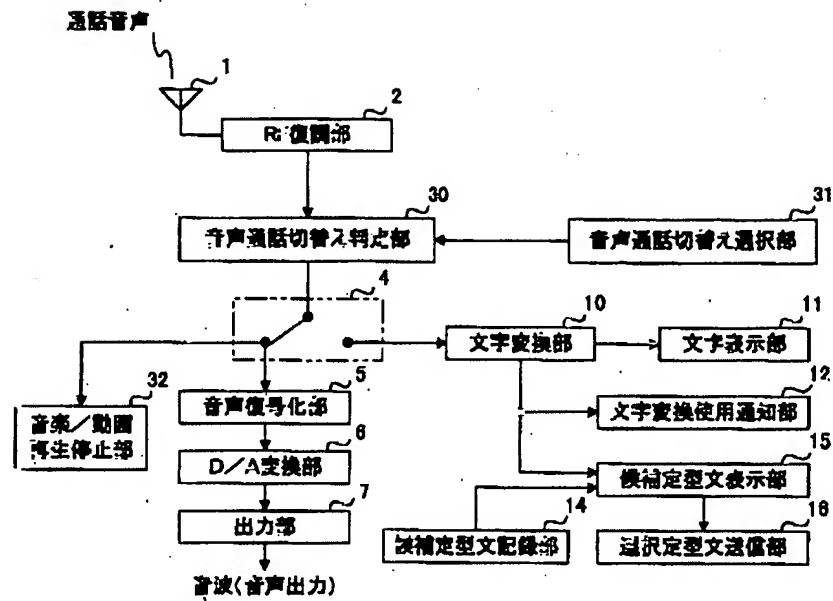 通話音声
1
2
RF復調部
30
音声通話切替え判定部
31
音声通話切替え選択部
4
10
文字変換部
11
文字表示部
5
音声復号化部
12
文字変換使用通知部
32
音楽／動画
再生停止部
6
D／A変換部
15
候補定型文表示部
7
出力部
14
候補定型文記録部
16
選択定型文送信部
音波(音声出力)